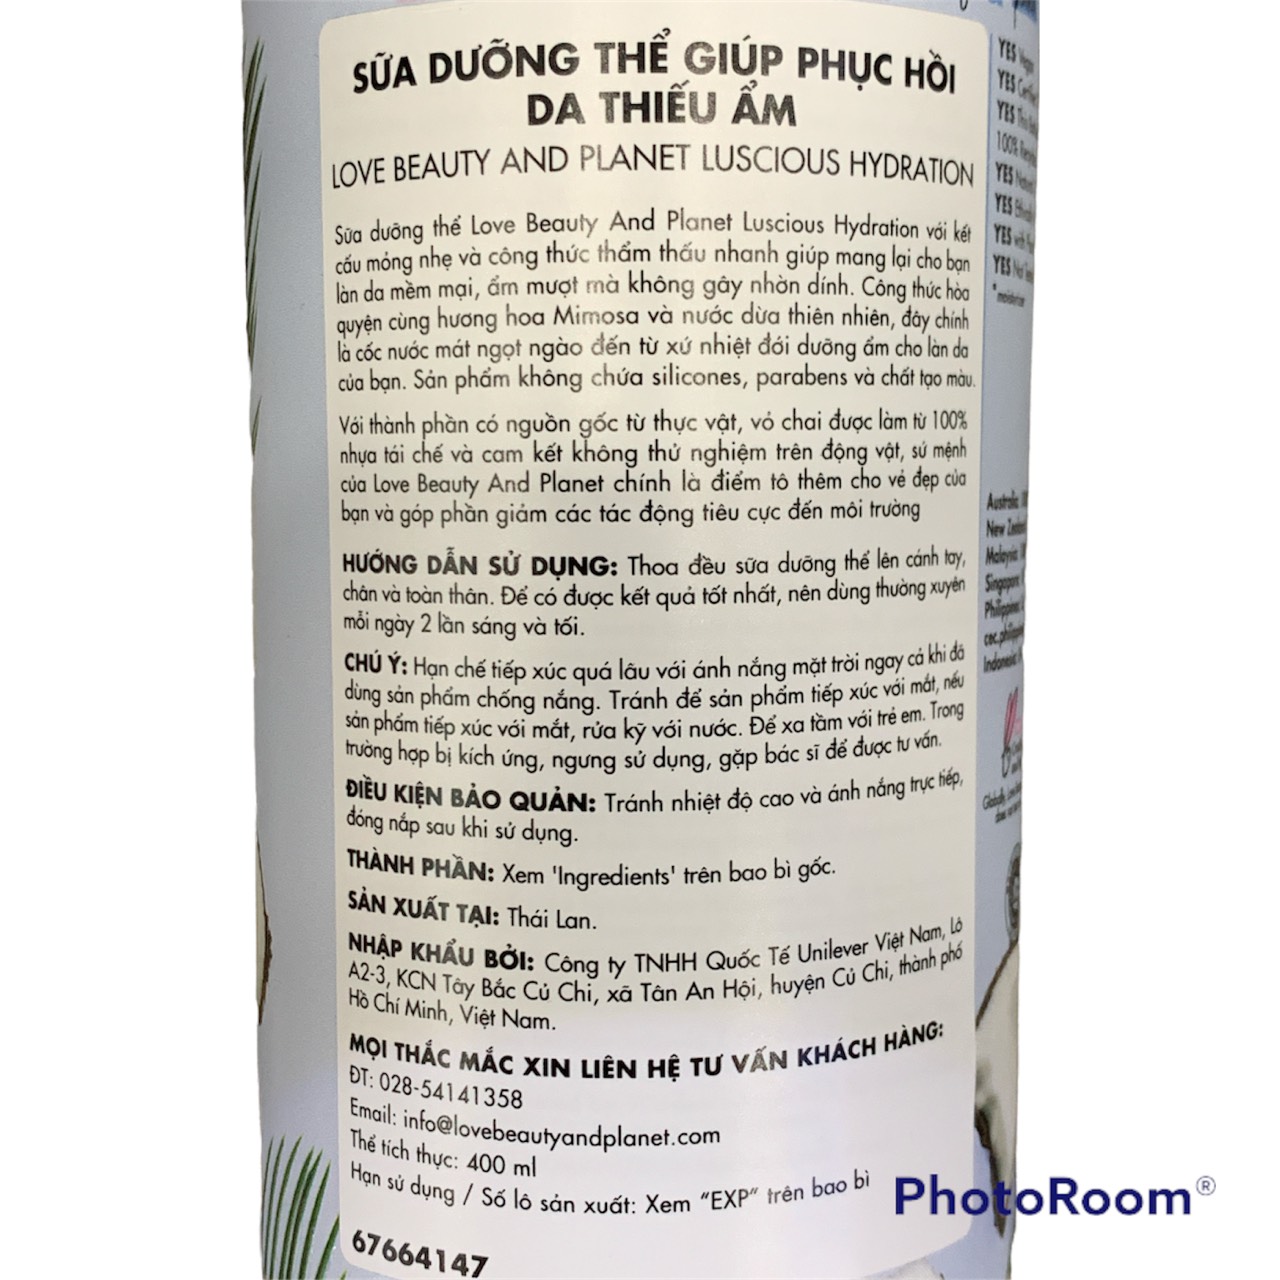 SỮA DƯỠNG THỂ GIÚP PHỤC HỒI
DA THIẾU ẨM
LOVE BEAUTY AND PLANET LUSCIOUS HYDRATION
Sữa dưỡng thể Love Beauty And Planet Luscious Hydration với kết
cấu mỏng nhẹ và công thức thẩm thấu nhanh giúp mang lại cho bạn
làn da mềm mại, ẩm mượt mà không gây nhờn dính. Công thức hòa
quyện cùng hương hoa Mimosa và nước dừa thiên nhiên, đây chính
là cốc nước mát ngọt ngào đến từ xứ nhiệt đới dưỡng ẩm cho làn da
của bạn. Sản phẩm không chứa silicones, parabens và chất tạo màu.
Với thành phần có nguồn gốc từ thực vật, vỏ chai được làm từ 100%
nhựa tái chế và cam kết không thử nghiệm trên động vật, sứ mệnh
của Love Beauty And Planet chính là điểm tô thêm cho vẻ đẹp của
bạn và góp phần giảm các tác động tiêu cực đến môi trường
HƯỚNG DẪN SỬ DỤNG: Thoa đều sữa dưỡng thể lên cánh tay,
chân và toàn thân. Để có được kết quả tốt nhất, nên dùng thường xuyên
mỗi ngày 2 lần sáng và tối.
CHÚ Ý: Hạn chế tiếp xúc quá lâu với ánh nắng mặt trời ngay cả khi đã
dùng sản phẩm chống nắng. Tránh để sản phẩm tiếp xúc với mắt, nếu
sản phẩm tiếp xúc với mắt, rửa kỹ với nước. Để xa tầm với trẻ em. Trong
trường hợp bị kích ứng, ngưng sử dụng, gặp bác sĩ để được tư vấn.
ĐIỀU KIỆN BẢO QUẢN: Tránh nhiệt độ cao và ánh nắng trực tiếp,
đóng nắp sau khi sử dụng.
THÀNH PHẦN: Xem 'Ingredients' trên bao bì gốc.
SẢN XUẤT TẠI: Thái Lan.
NHẬP KHẨU BỞI: Công ty TNHH Quốc Tế Unilever Việt Nam, Lô
A2-3, KCN Tây Bắc Củ Chi, xã Tân An Hội, huyện Củ Chi, thành phố
Hồ Chí Minh, Việt Nam.
MỌI THẮC MẮC XIN LIÊN HỆ TƯ VẤN KHÁCH HÀNG:
ĐT: 028-54141358
Email: info@lovebeautyandplanet.com
Thể tích thực: 400 ml
Hạn sử dụng / Số lô sản xuất: Xem “EXP” trên bao bì
67664147
YES Vegan
YES
YES
100%
YES
YES
YES
YES
Australia
Malaysia
Singapore
PhotoRoom®